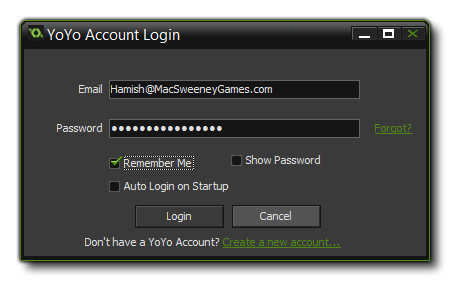 YoYo Account Login
Email Hamish@MacSweeneyGames.com
Password ●●●●●●●●●●●●●●●● Forgot?
Remember Me Show Password
Auto Login on Startup
Login Cancel
Don't have a YoYo Account? Create a new account...